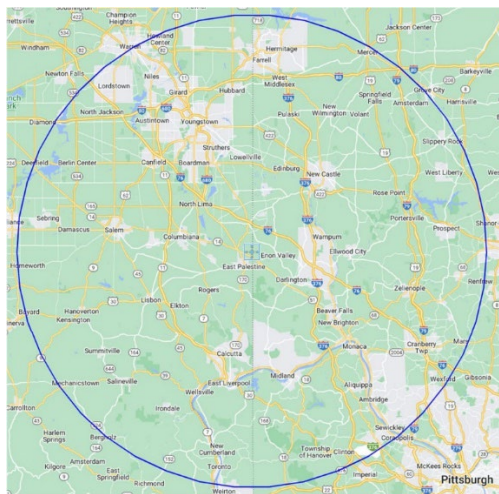 Champion Heights
Howland Center
Jackson Center
Windham
Warren
Hermitage
Mercer
Farrell
Barkeyville
Newton Falls
Niles
West Middlesex
Lordstown
Girard
Hubbard
Springfield Falls
Grove City
North Jackson
New Wilmington
Amsterdam
Harrisville
Diamond
Austintown
Youngstown
Pulaski
Volant
Struthers
Slippery Rock
Deerfield
Berlin Center
Canfield
Boardman
Lowellville
Edinburg
New Castle
West Liberty
Rose Point
North Lima
Portersville
Sebring
Damascus
Salem
Columbiana
Wampum
Prospect
Enon Valley
Ellwood City
Homeworth
East Palestine
Darlington
Zelienople
Renfrew
Lisbon
Rogers
Bayard
Hanoverton
Elkton
Beaver Falls
Kensington
New Brighton
Summitville
Calcutta
Monaca
Cranberry Twp
Mars
Midland
Mechanicstown
Salineville
East Liverpool
Aliquippa
Wexford
Gibsonia
Wellsville
Ambridge
Carrollton
Irondale
Sewickley
Harlem Springs
Bergholz
New Cumberland
Township of Hanover
Clinton
Coraopolis
Amsterdam
Toronto
McKees Rocks
Kilgore
East Springfield
Richmond
Imperial
Weirton
Pittsburgh